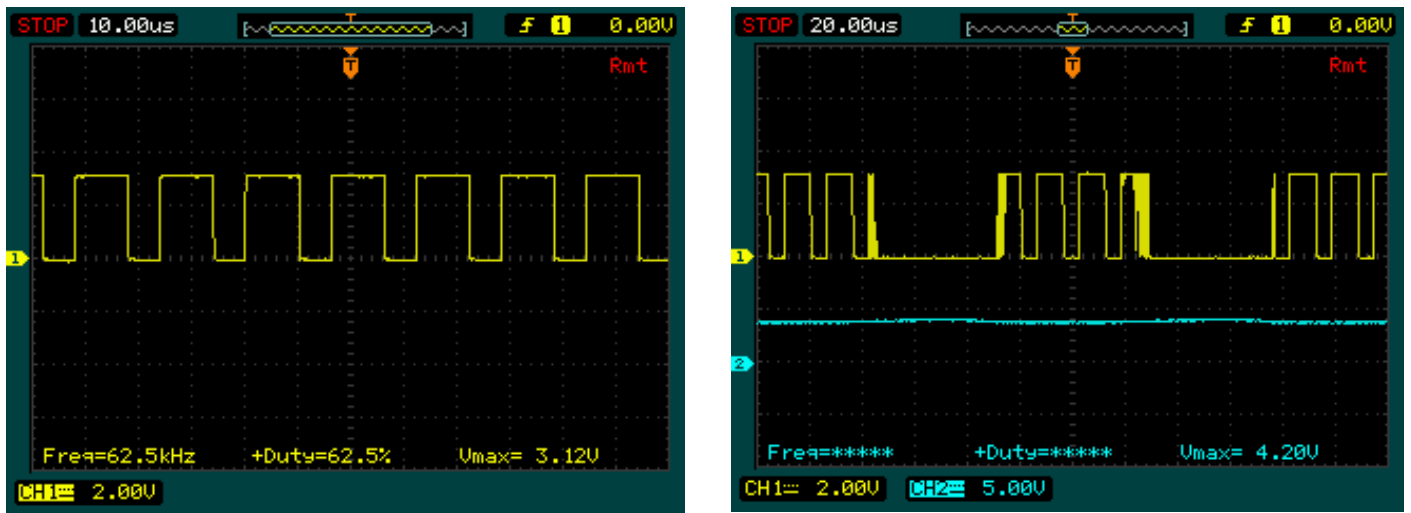 STOP 10.00us T f 1 0.00V
T
Rmt
1
Freq=62.5kHz +Duty=62.5% Vmax= 3.12V
CH1 2.00V
STOP 20.00us T f 1 0.00V
T
Rmt
1
2
Freq=***** +Duty=***** Vmax= 4.20V
CH1 2.00V CH2 5.00V